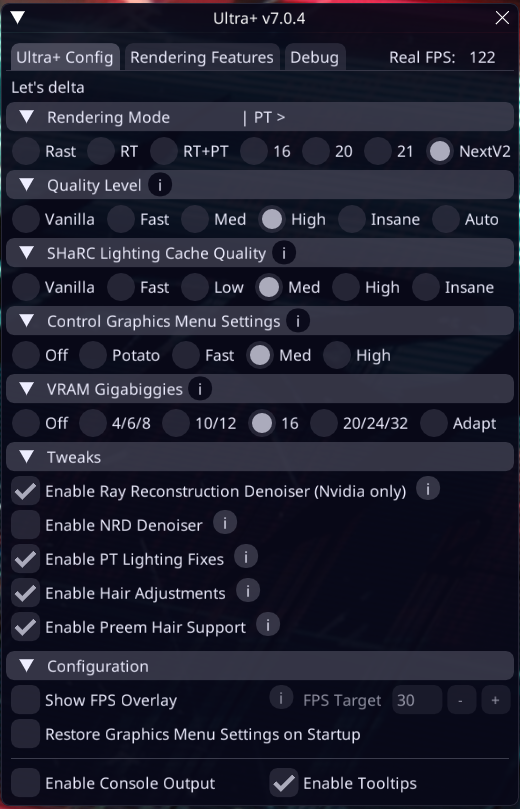 Ultra+ v7.0.4
Ultra+ Config Rendering Features Debug Real FPS: 122
Let's delta
Rendering Mode | PT >
Rast RT RT+PT 16 20 21 NextV2
Quality Level i
Vanilla Fast Med High Insane Auto
SHaRC Lighting Cache Quality i
Vanilla Fast Low Med High Insane
Control Graphics Menu Settings i
Off Potato Fast Med High
VRAM Gigabiggies i
Off 4/6/8 10/12 16 20/24/32 Adapt
Tweaks
Enable Ray Reconstruction Denoiser (Nvidia only) i
Enable NRD Denoiser i
Enable PT Lighting Fixes i
Enable Hair Adjustments i
Enable Preem Hair Support i
Configuration
Show FPS Overlay i FPS Target 30 - +
Restore Graphics Menu Settings on Startup
Enable Console Output Enable Tooltips